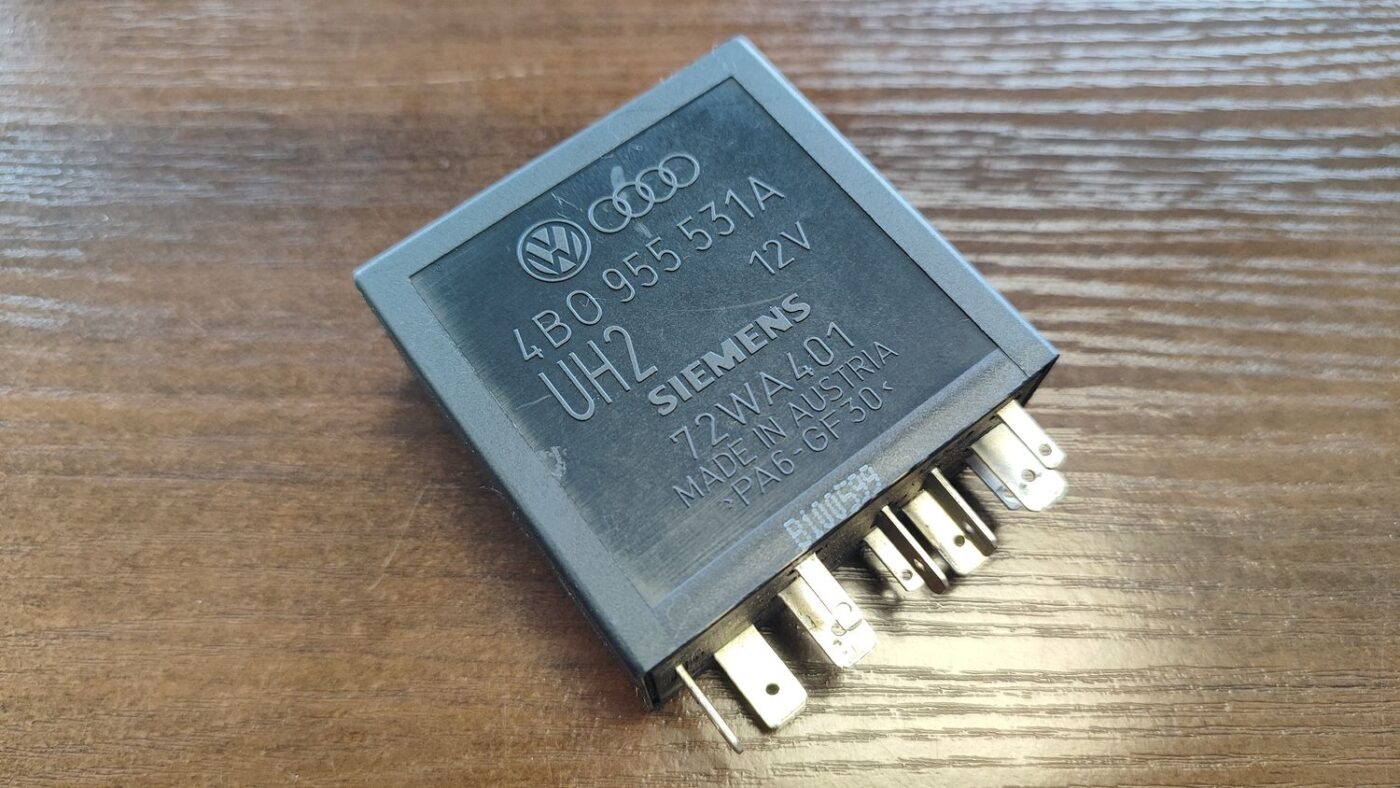 4B0 955 531A
12V
UH2
SIEMENS
72WA401
MADE IN AUSTRIA
>PA6-GF30<